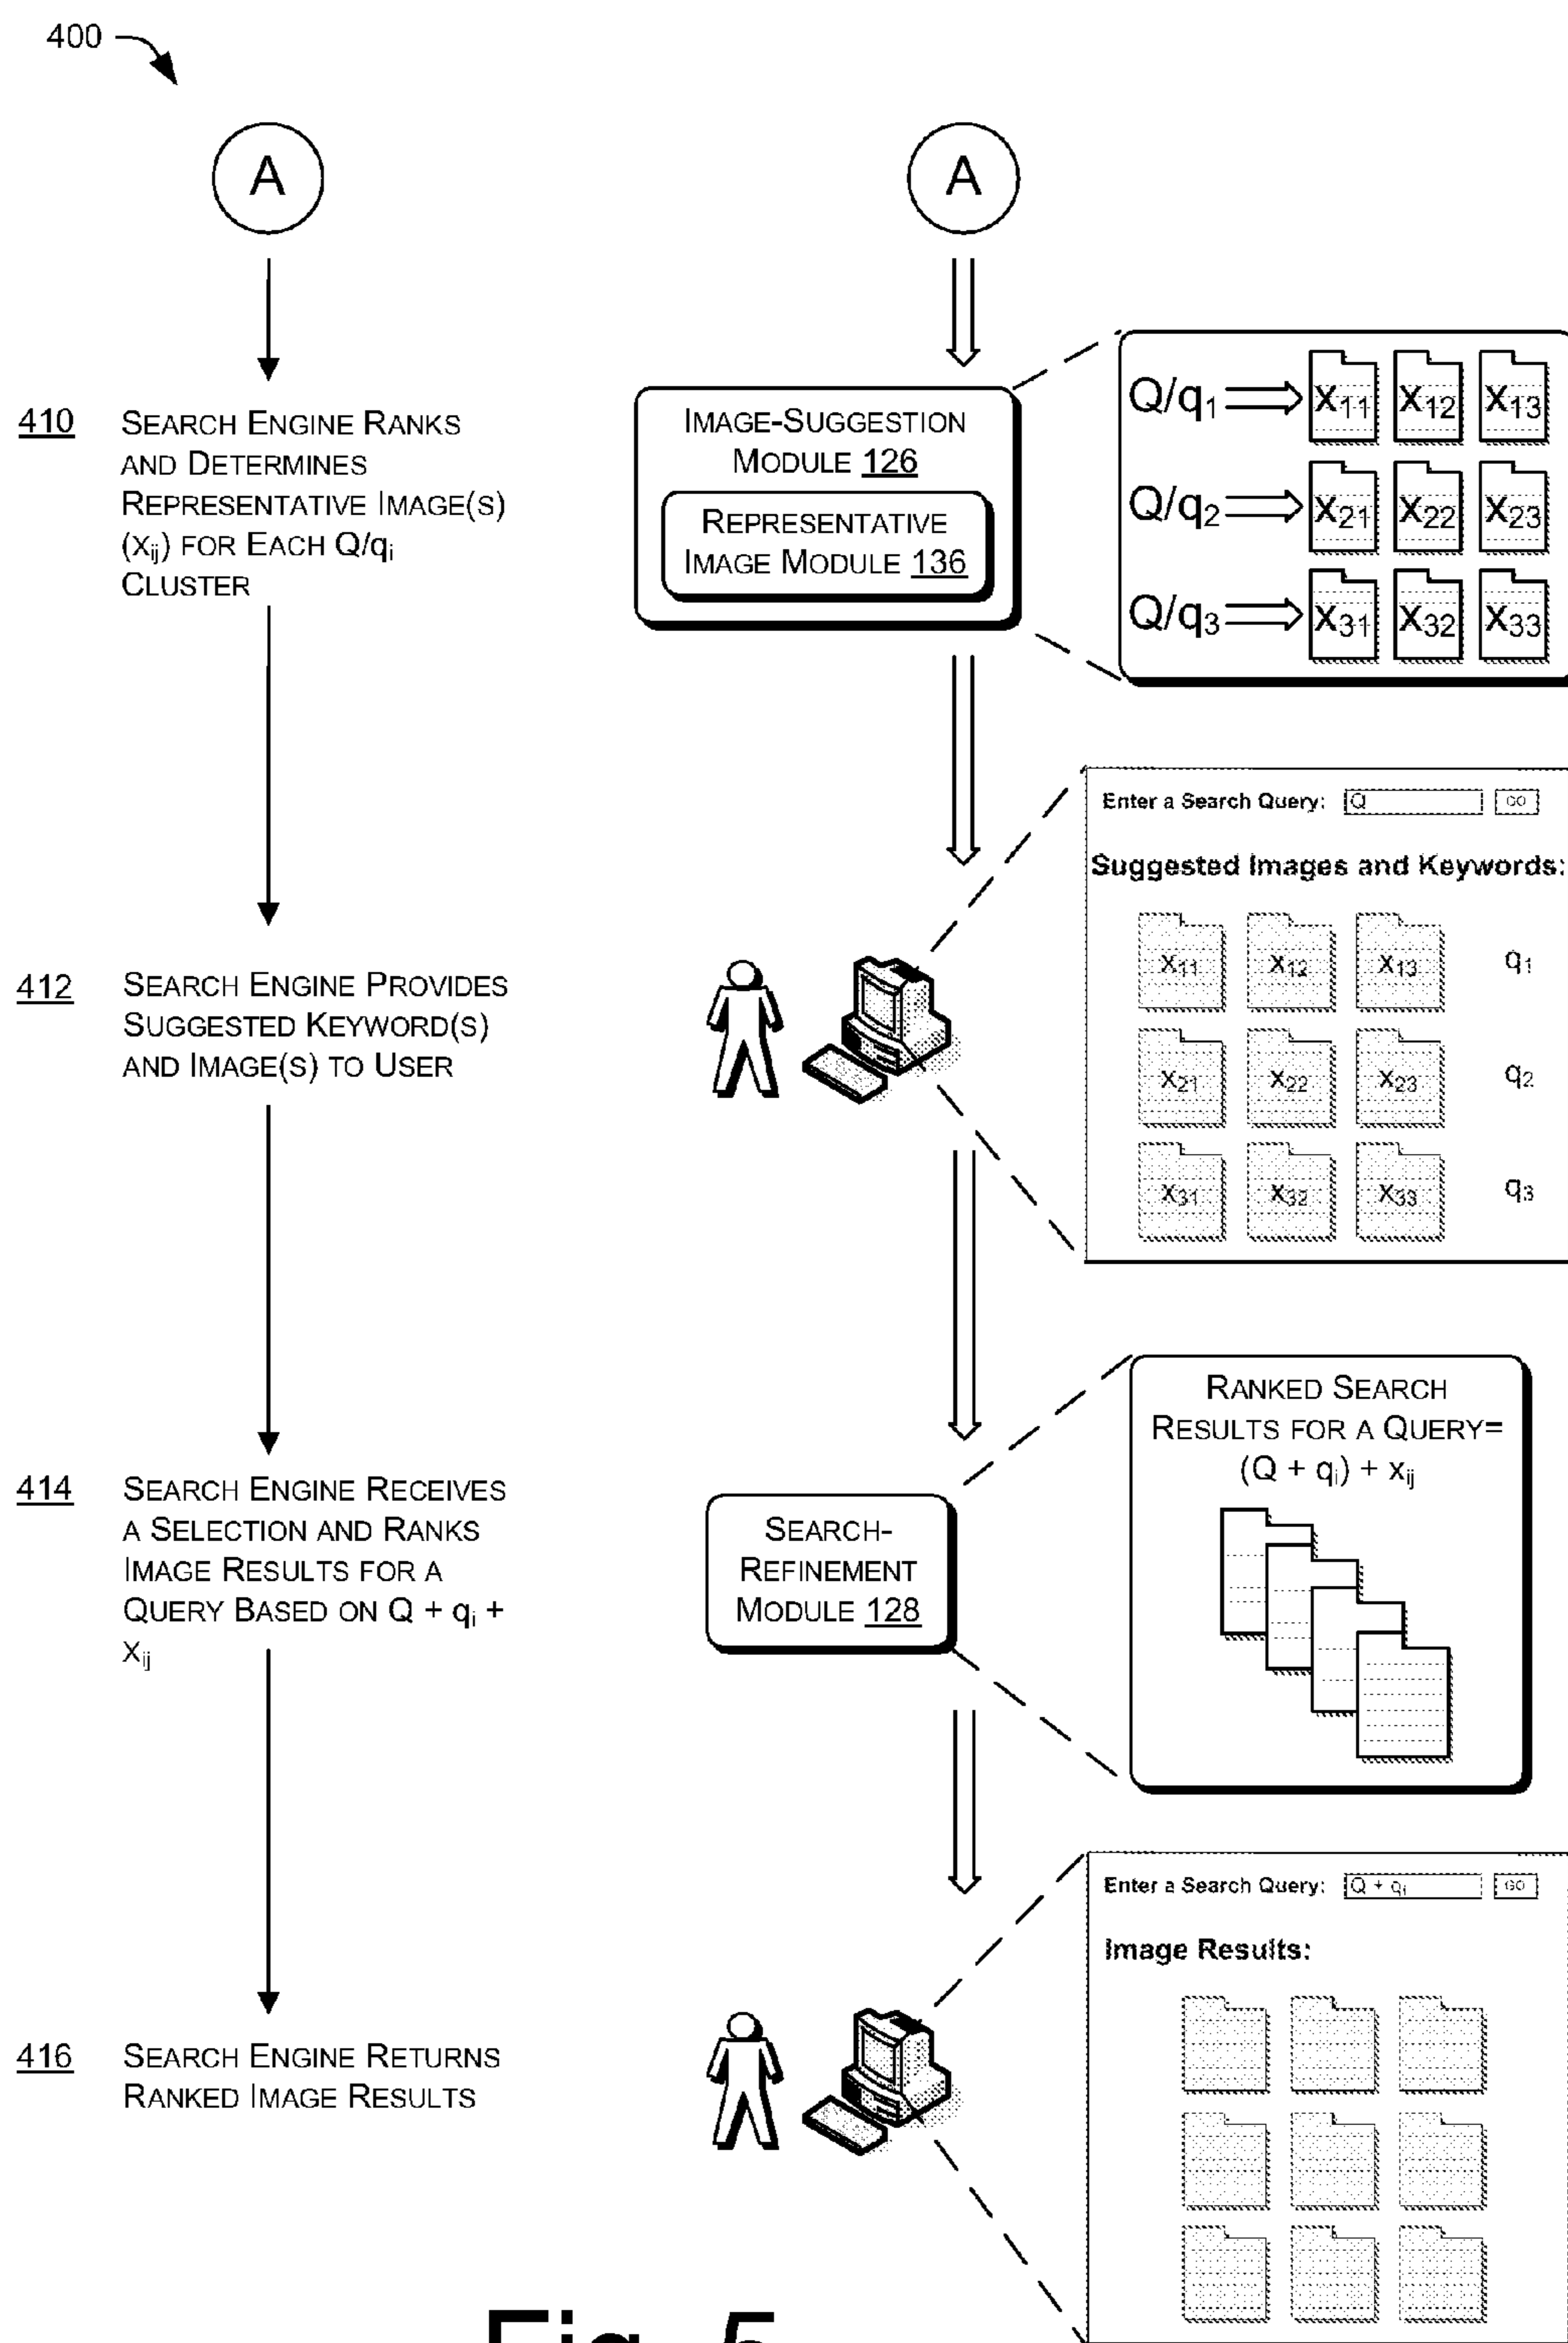 400
A
A
410
SEARCH ENGINE RANKS
AND DETERMINES
REPRESENTATIVE IMAGE(S)
(xij) FOR EACH Q/qi
CLUSTER
IMAGE-SUGGESTION
MODULE 126
REPRESENTATIVE
IMAGE MODULE 136
Q/q1 X11 X12 X13
Q/q2 X21 X22 X23
Q/q3 X31 X32 X33
412
SEARCH ENGINE PROVIDES
SUGGESTED KEYWORD(S)
AND IMAGE(S) TO USER
Enter a Search Query: Q GO
Suggested Images and Keywords:
X11 X12 X13 q1
X21 X22 X23 q2
X31 X32 X33 q3
414
SEARCH ENGINE RECEIVES
A SELECTION AND RANKS
IMAGE RESULTS FOR A
QUERY BASED ON Q + qi +
xij
SEARCH-
REFINEMENT
MODULE 128
RANKED SEARCH
RESULTS FOR A QUERY=
(Q + qi) + xij
416
SEARCH ENGINE RETURNS
RANKED IMAGE RESULTS
Enter a Search Query: Q + qi GO
Image Results:
Fig. 5